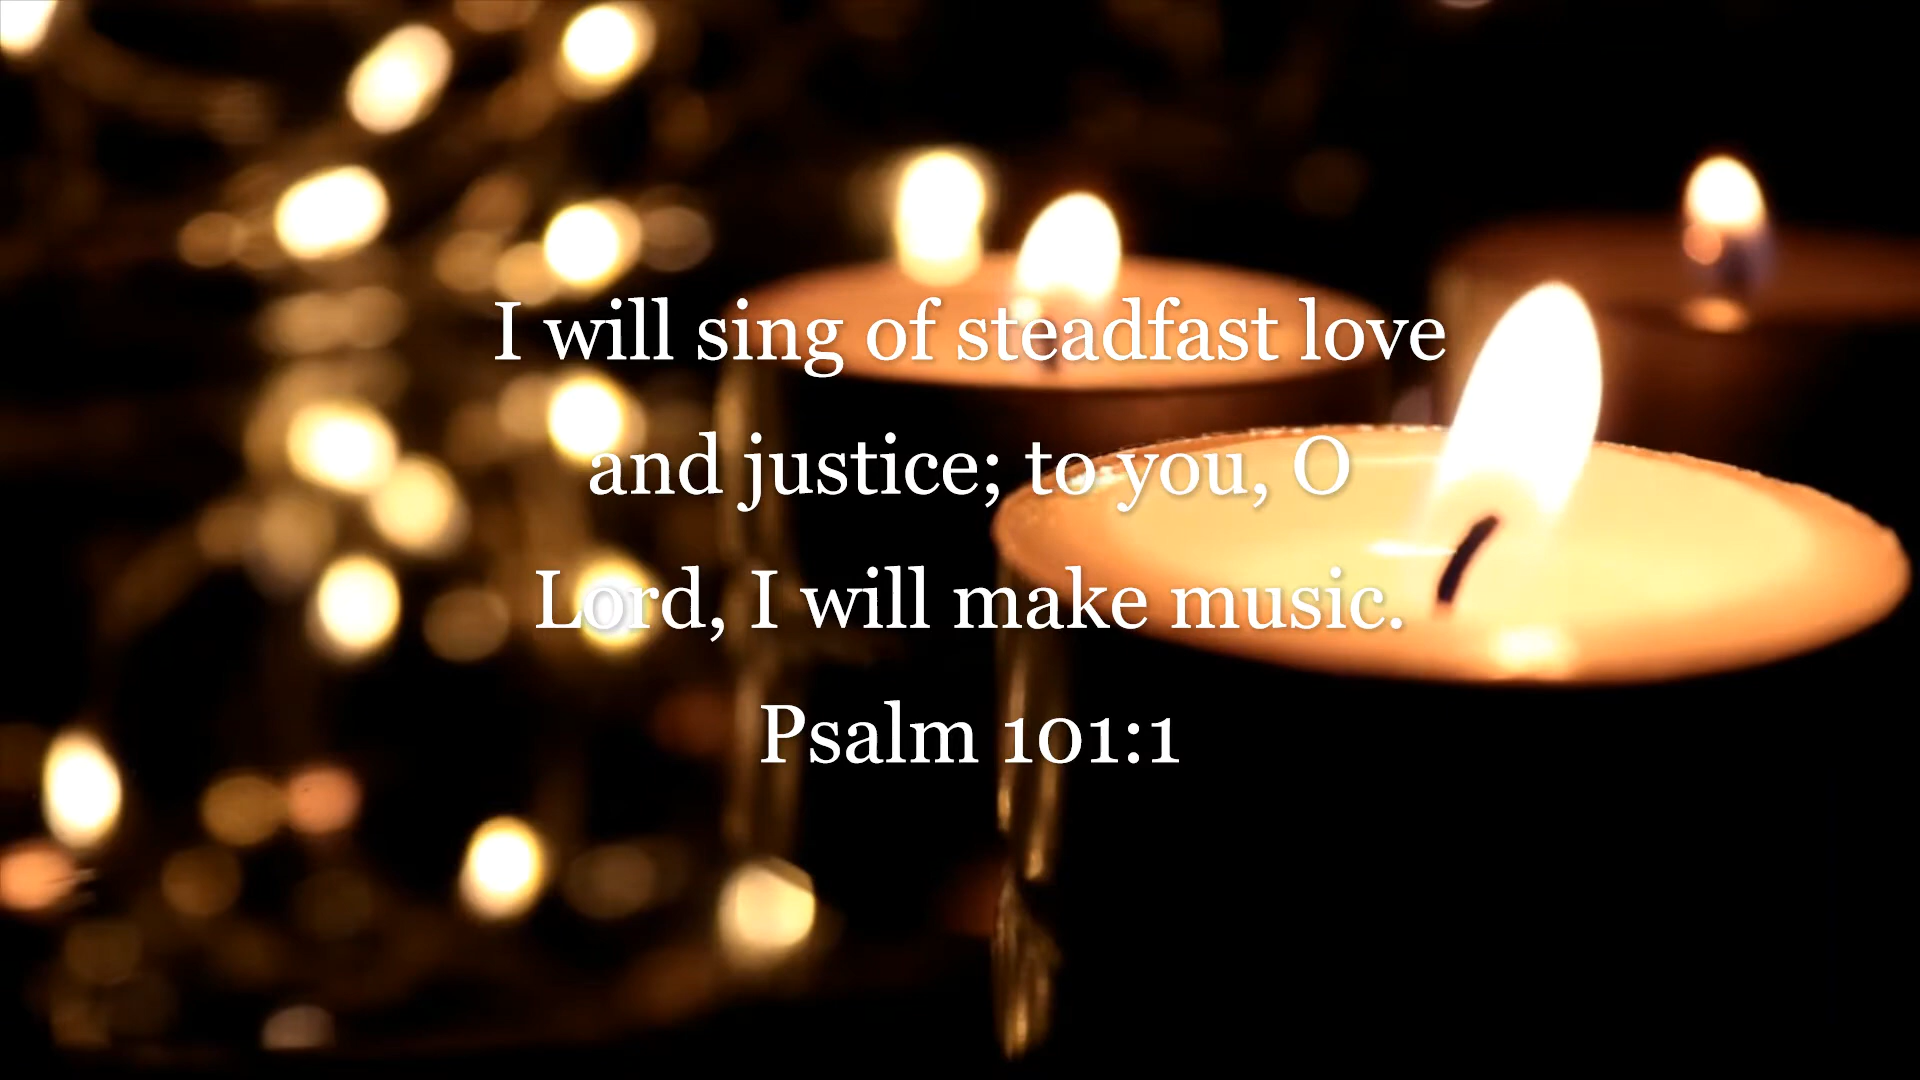 I will sing of steadfast love
and justice; to you, O
Lord, I will make music.
Psalm 101:1